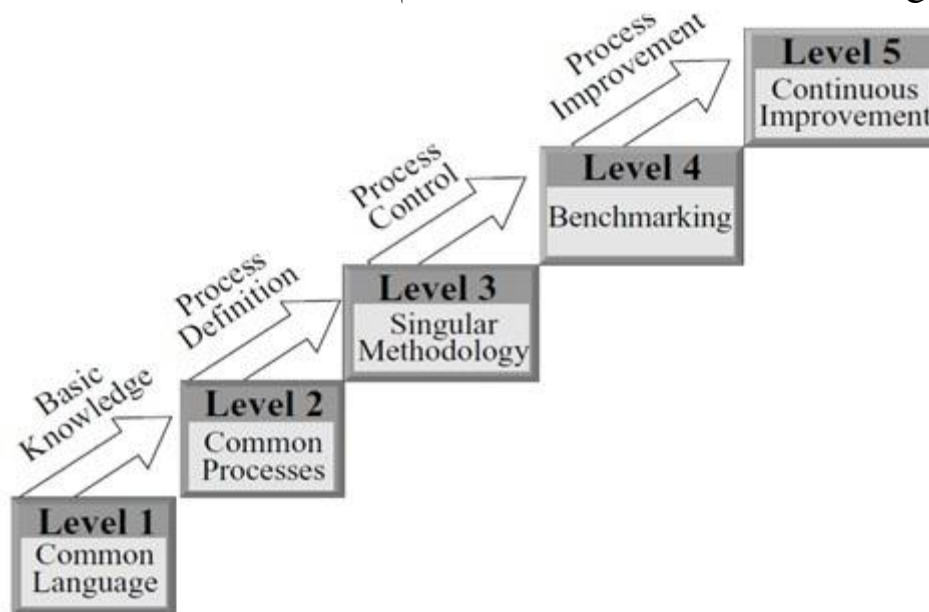 Level 1
Common
Language
Basic
Knowledge
Level 2
Common
Processes
Process
Definition
Level 3
Singular
Methodology
Process
Control
Level 4
Benchmarking
Process
Improvement
Level 5
Continuous
Improvement